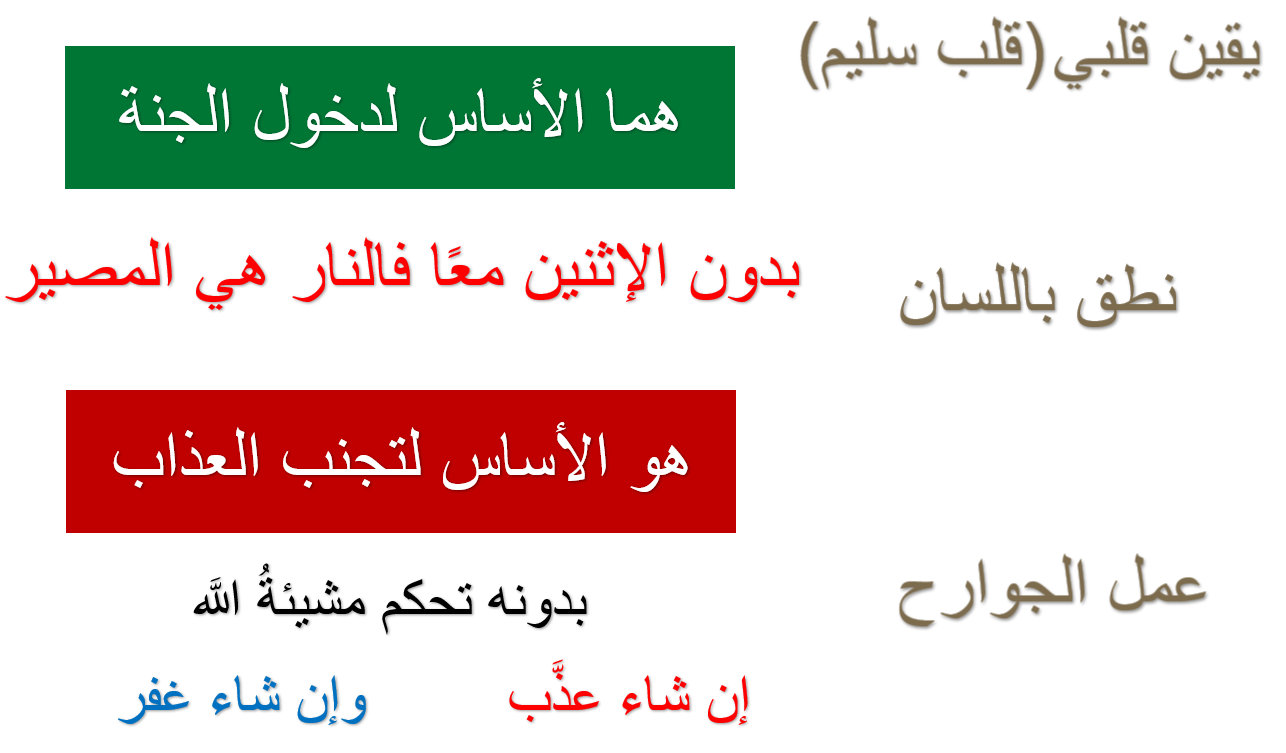 يقين قلبي(قلب سليم)
هما الأساس لدخول الجنة
بدون الإثنين معًا فالنار هي المصير
نطق باللسان
هو الأساس لتجنب العذاب
عمل الجوارح
بدونه تحكم مشيئةُ الله
إن شاء عذَّب وإن شاء غفر